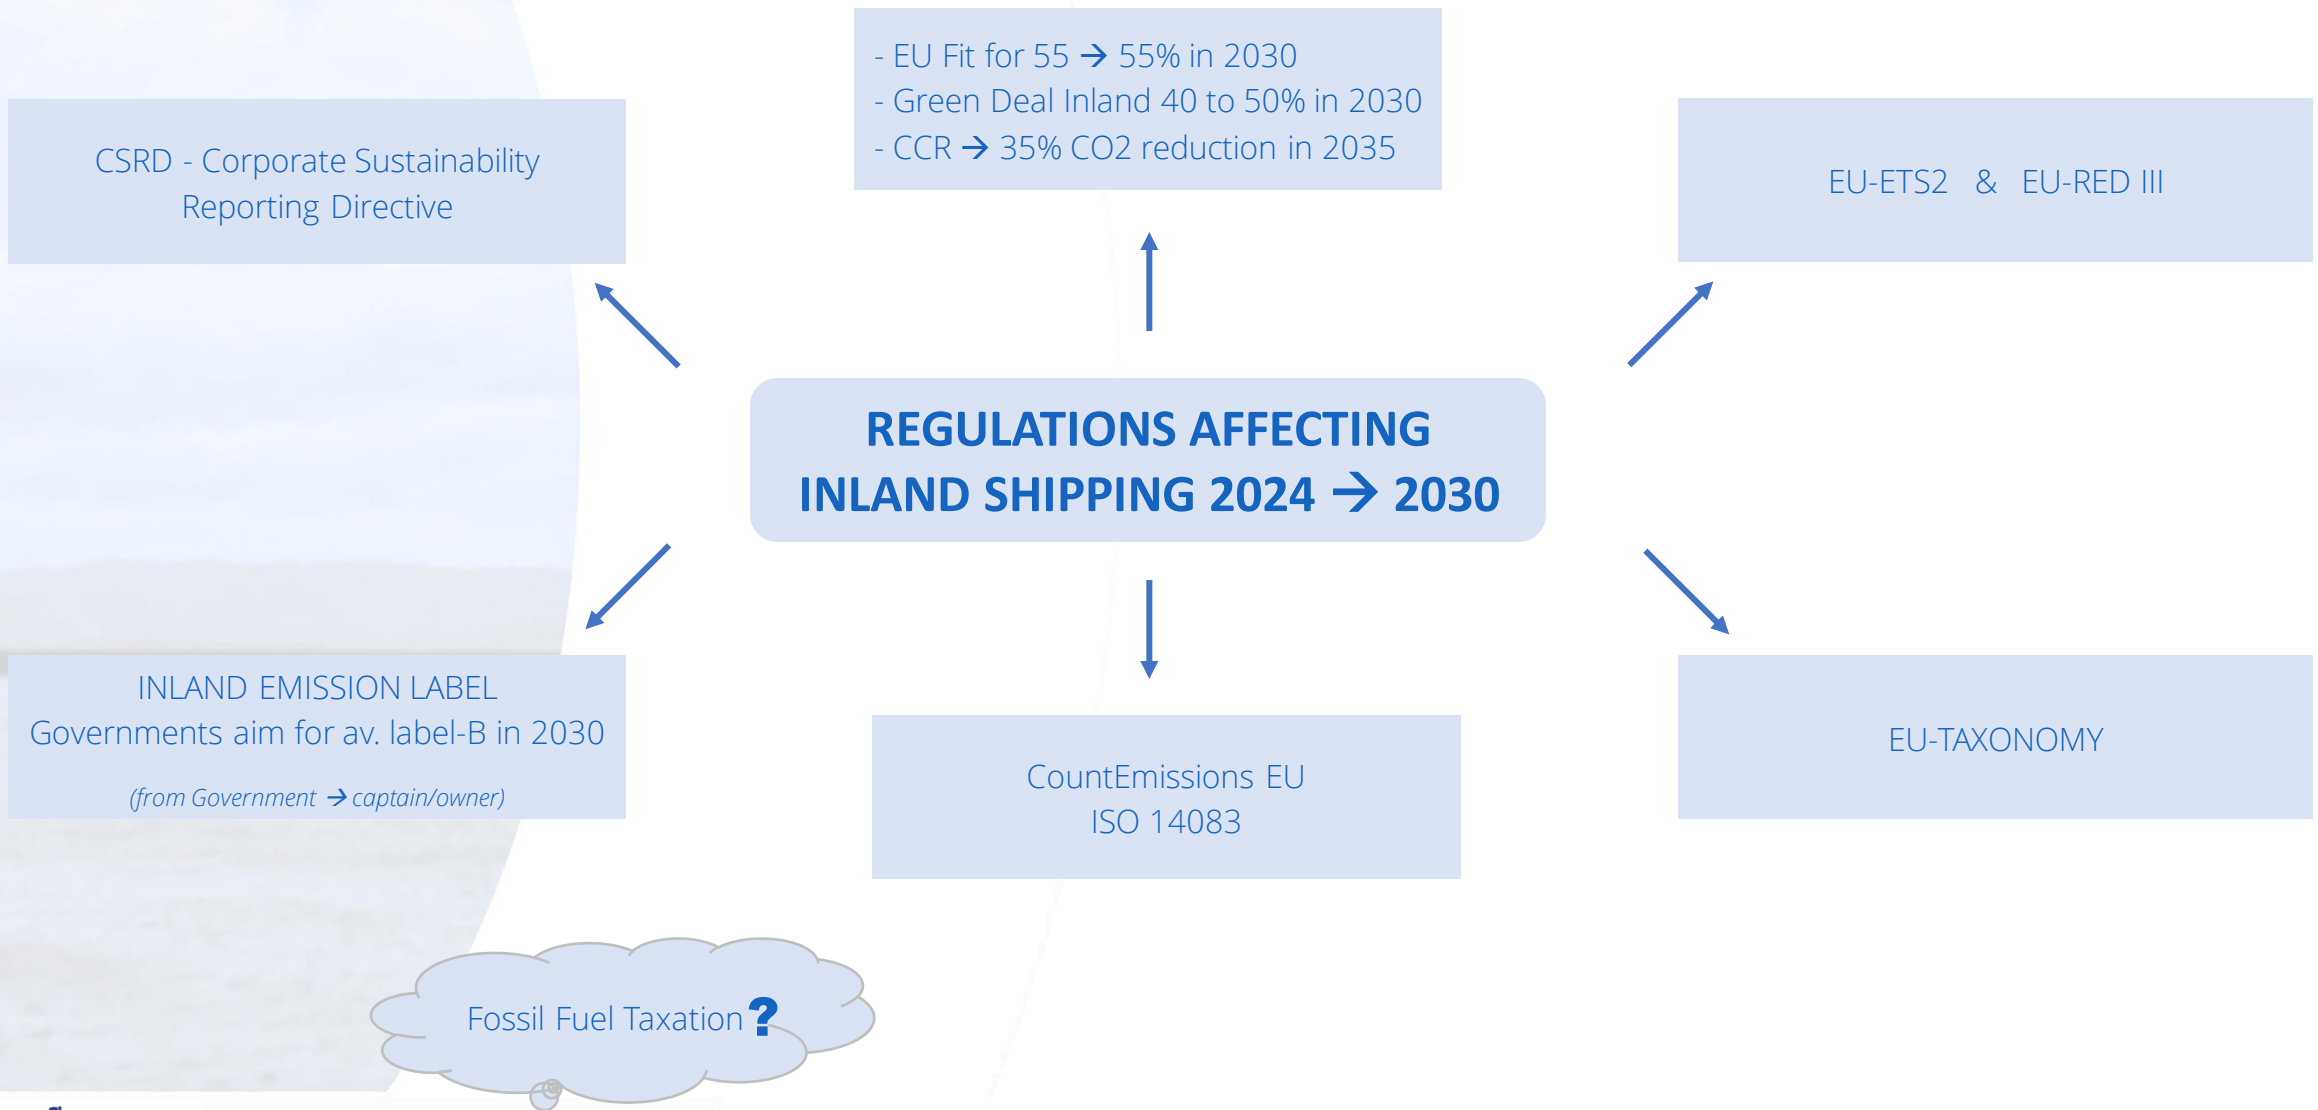 - EU Fit for 55 → 55% in 2030
- Green Deal Inland 40 to 50% in 2030
- CCR → 35% CO2 reduction in 2035
CSRD - Corporate Sustainability
Reporting Directive
EU-ETS2 & EU-RED III
REGULATIONS AFFECTING
INLAND SHIPPING 2024 → 2030
INLAND EMISSION LABEL
Governments aim for av. label-B in 2030
(from Government → captain/owner)
CountEmissions EU
ISO 14083
EU-TAXONOMY
Fossil Fuel Taxation ?